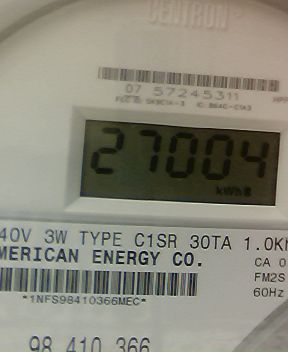 CENTRON®
07 57245311
27004
kWh
40V 3W TYPE C1SR 30TA 1.0K
MERICAN ENERGY CO.
CA 0
FM2S
60Hz
*1NFS98410366MEC*
98 410 366